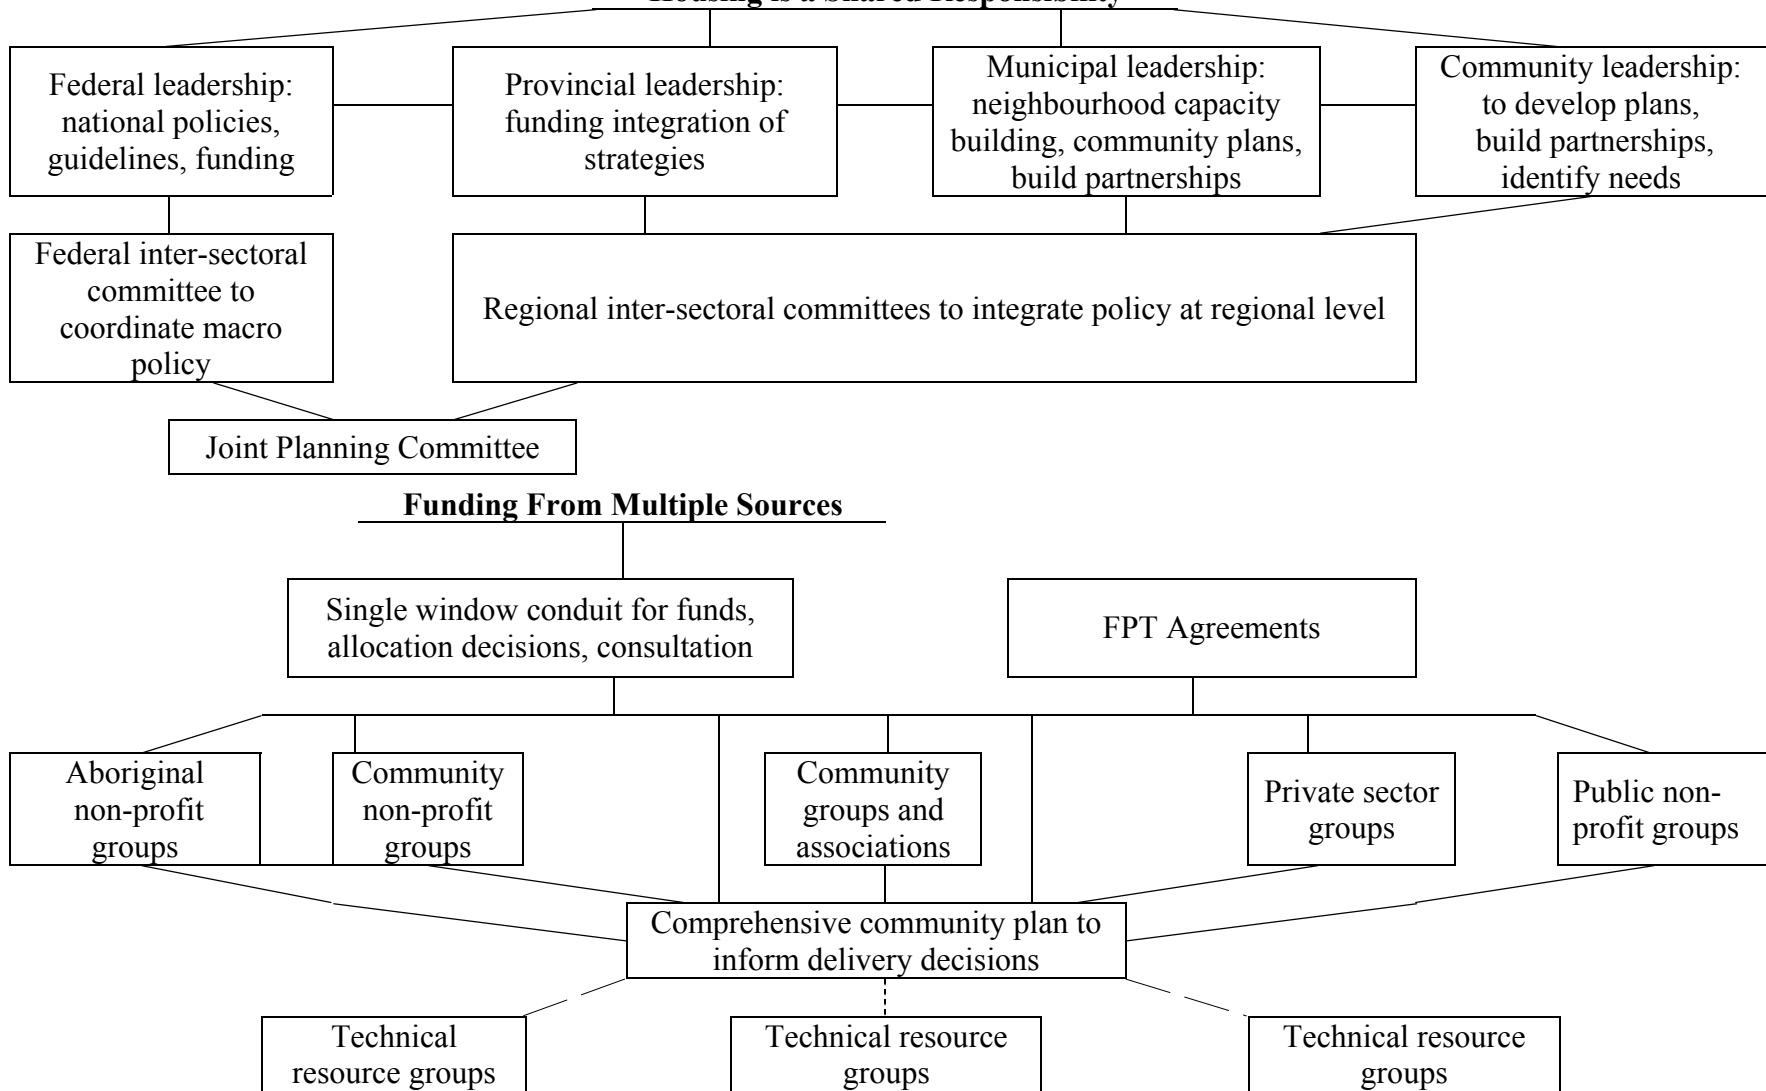 Housing is a Shared Responsibility
Federal leadership:
national policies,
guidelines, funding
Provincial leadership:
funding integration of
strategies
Municipal leadership:
neighbourhood capacity
building, community plans,
build partnerships
Community leadership:
to develop plans,
build partnerships,
identify needs
Federal inter-sectoral
committee to
coordinate macro
policy
Regional inter-sectoral committees to integrate policy at regional level
Joint Planning Committee
Funding From Multiple Sources
Single window conduit for funds,
allocation decisions, consultation
FPT Agreements
Aboriginal
non-profit
groups
Community
non-profit
groups
Community
groups and
associations
Private sector
groups
Public non-
profit groups
Comprehensive community plan to
inform delivery decisions
Technical
resource groups
Technical resource
groups
Technical resource
groups